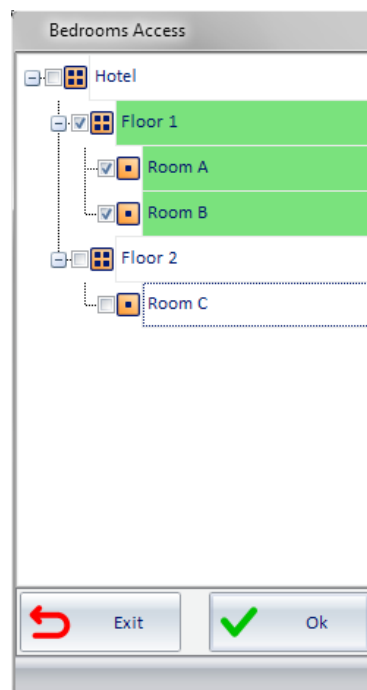 Bedrooms Access
Hotel
Floor 1
Room A
Room B
Floor 2
Room C
Exit
Ok